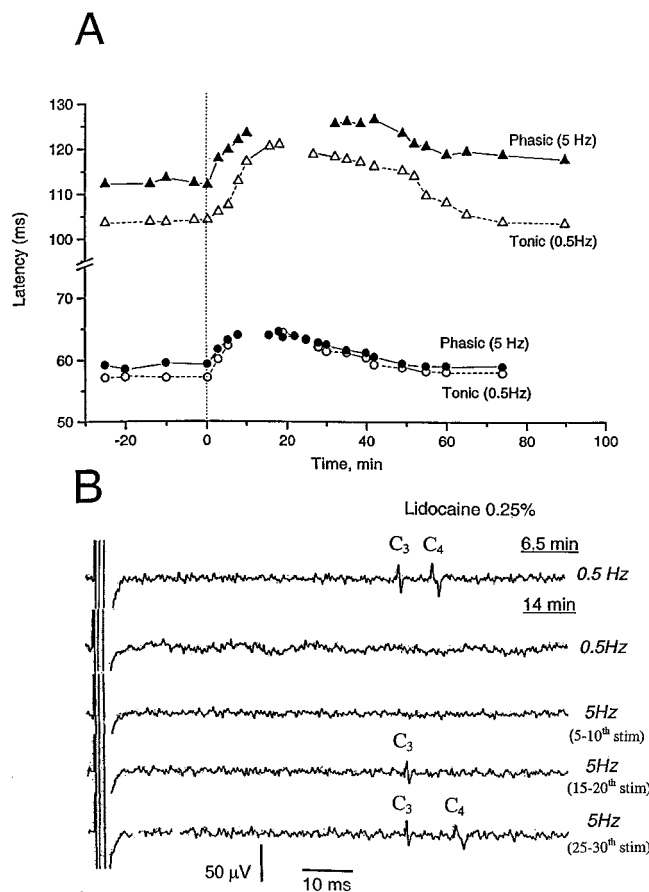 A
130
120
110
100
70
60
50
Latency (ms)
Phasic (5 Hz)
Tonic (0.5Hz)
Phasic (5 Hz)
Tonic (0.5Hz)
-20 0 20 40 60 80 100
Time, min
B
Lidocaine 0.25%
C3 C4 6.5 min
0.5 Hz
14 min
0.5Hz
5Hz
(5-10th stim)
C3
5Hz
(15-20th stim)
C3 C4
5Hz
(25-30th stim)
50 µV
10 ms